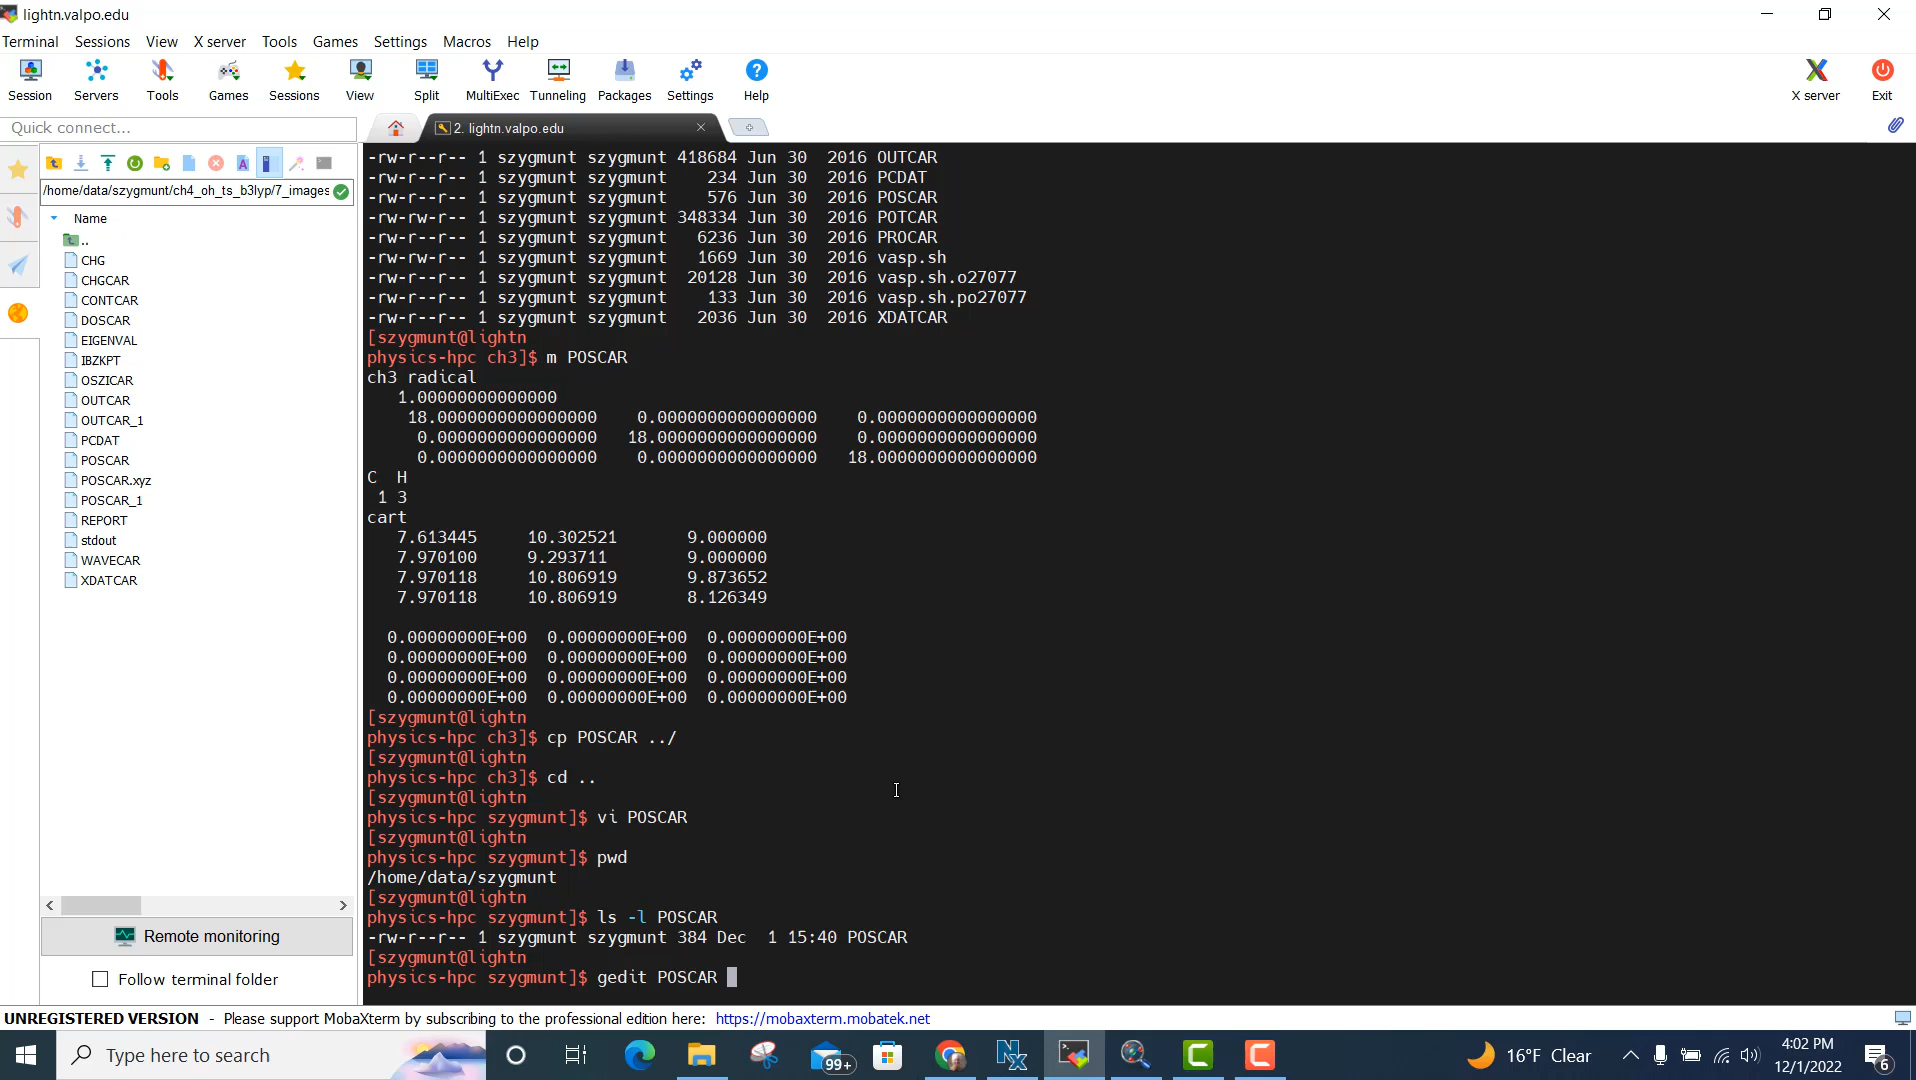 lightn.valpo.edu
Terminal Sessions View X server Tools Games Settings Macros Help
Session Servers Tools Games Sessions View Split MultiExec Tunneling Packages Settings Help X server Exit
Quick connect...
2. lightn.valpo.edu
/home/data/szygmunt/ch4_oh_ts_b3lyp/7_images
Name
..
CHG
CHGCAR
CONTCAR
DOSCAR
EIGENVAL
IBZKPT
OSZICAR
OUTCAR
OUTCAR_1
PCDAT
POSCAR
POSCAR.xyz
POSCAR_1
REPORT
stdout
WAVECAR
XDATCAR
Remote monitoring
Follow terminal folder
-rw-r--r-- 1 szygmunt szygmunt 418684 Jun 30  2016 OUTCAR
-rw-r--r-- 1 szygmunt szygmunt    234 Jun 30  2016 PCDAT
-rw-r--r-- 1 szygmunt szygmunt    576 Jun 30  2016 POSCAR
-rw-rw-r-- 1 szygmunt szygmunt 348334 Jun 30  2016 POTCAR
-rw-r--r-- 1 szygmunt szygmunt   6236 Jun 30  2016 PROCAR
-rw-rw-r-- 1 szygmunt szygmunt   1669 Jun 30  2016 vasp.sh
-rw-r--r-- 1 szygmunt szygmunt  20128 Jun 30  2016 vasp.sh.o27077
-rw-r--r-- 1 szygmunt szygmunt    133 Jun 30  2016 vasp.sh.po27077
-rw-r--r-- 1 szygmunt szygmunt   2036 Jun 30  2016 XDATCAR
[szygmunt@lightn
physics-hpc ch3]$ m POSCAR
ch3 radical
1.00000000000000
18.0000000000000000 0.0000000000000000 0.0000000000000000
0.0000000000000000 18.0000000000000000 0.0000000000000000
0.0000000000000000 0.0000000000000000 18.0000000000000000
C H
1 3
cart
7.613445 10.302521 9.000000
7.970100 9.293711 9.000000
7.970118 10.806919 9.873652
7.970118 10.806919 8.126349
0.00000000E+00 0.00000000E+00 0.00000000E+00
0.00000000E+00 0.00000000E+00 0.00000000E+00
0.00000000E+00 0.00000000E+00 0.00000000E+00
0.00000000E+00 0.00000000E+00 0.00000000E+00
[szygmunt@lightn
physics-hpc ch3]$ cp POSCAR ../
[szygmunt@lightn
physics-hpc ch3]$ cd ..
[szygmunt@lightn
physics-hpc szygmunt]$ vi POSCAR
[szygmunt@lightn
physics-hpc szygmunt]$ pwd
/home/data/szygmunt
[szygmunt@lightn
physics-hpc szygmunt]$ ls -l POSCAR
-rw-r--r-- 1 szygmunt szygmunt 384 Dec  1 15:40 POSCAR
[szygmunt@lightn
physics-hpc szygmunt]$ gedit POSCAR
UNREGISTERED VERSION - Please support MobaXterm by subscribing to the professional edition here: https://mobaxterm.mobatek.net
Type here to search
99+
16°F Clear
4:02 PM
12/1/2022
6